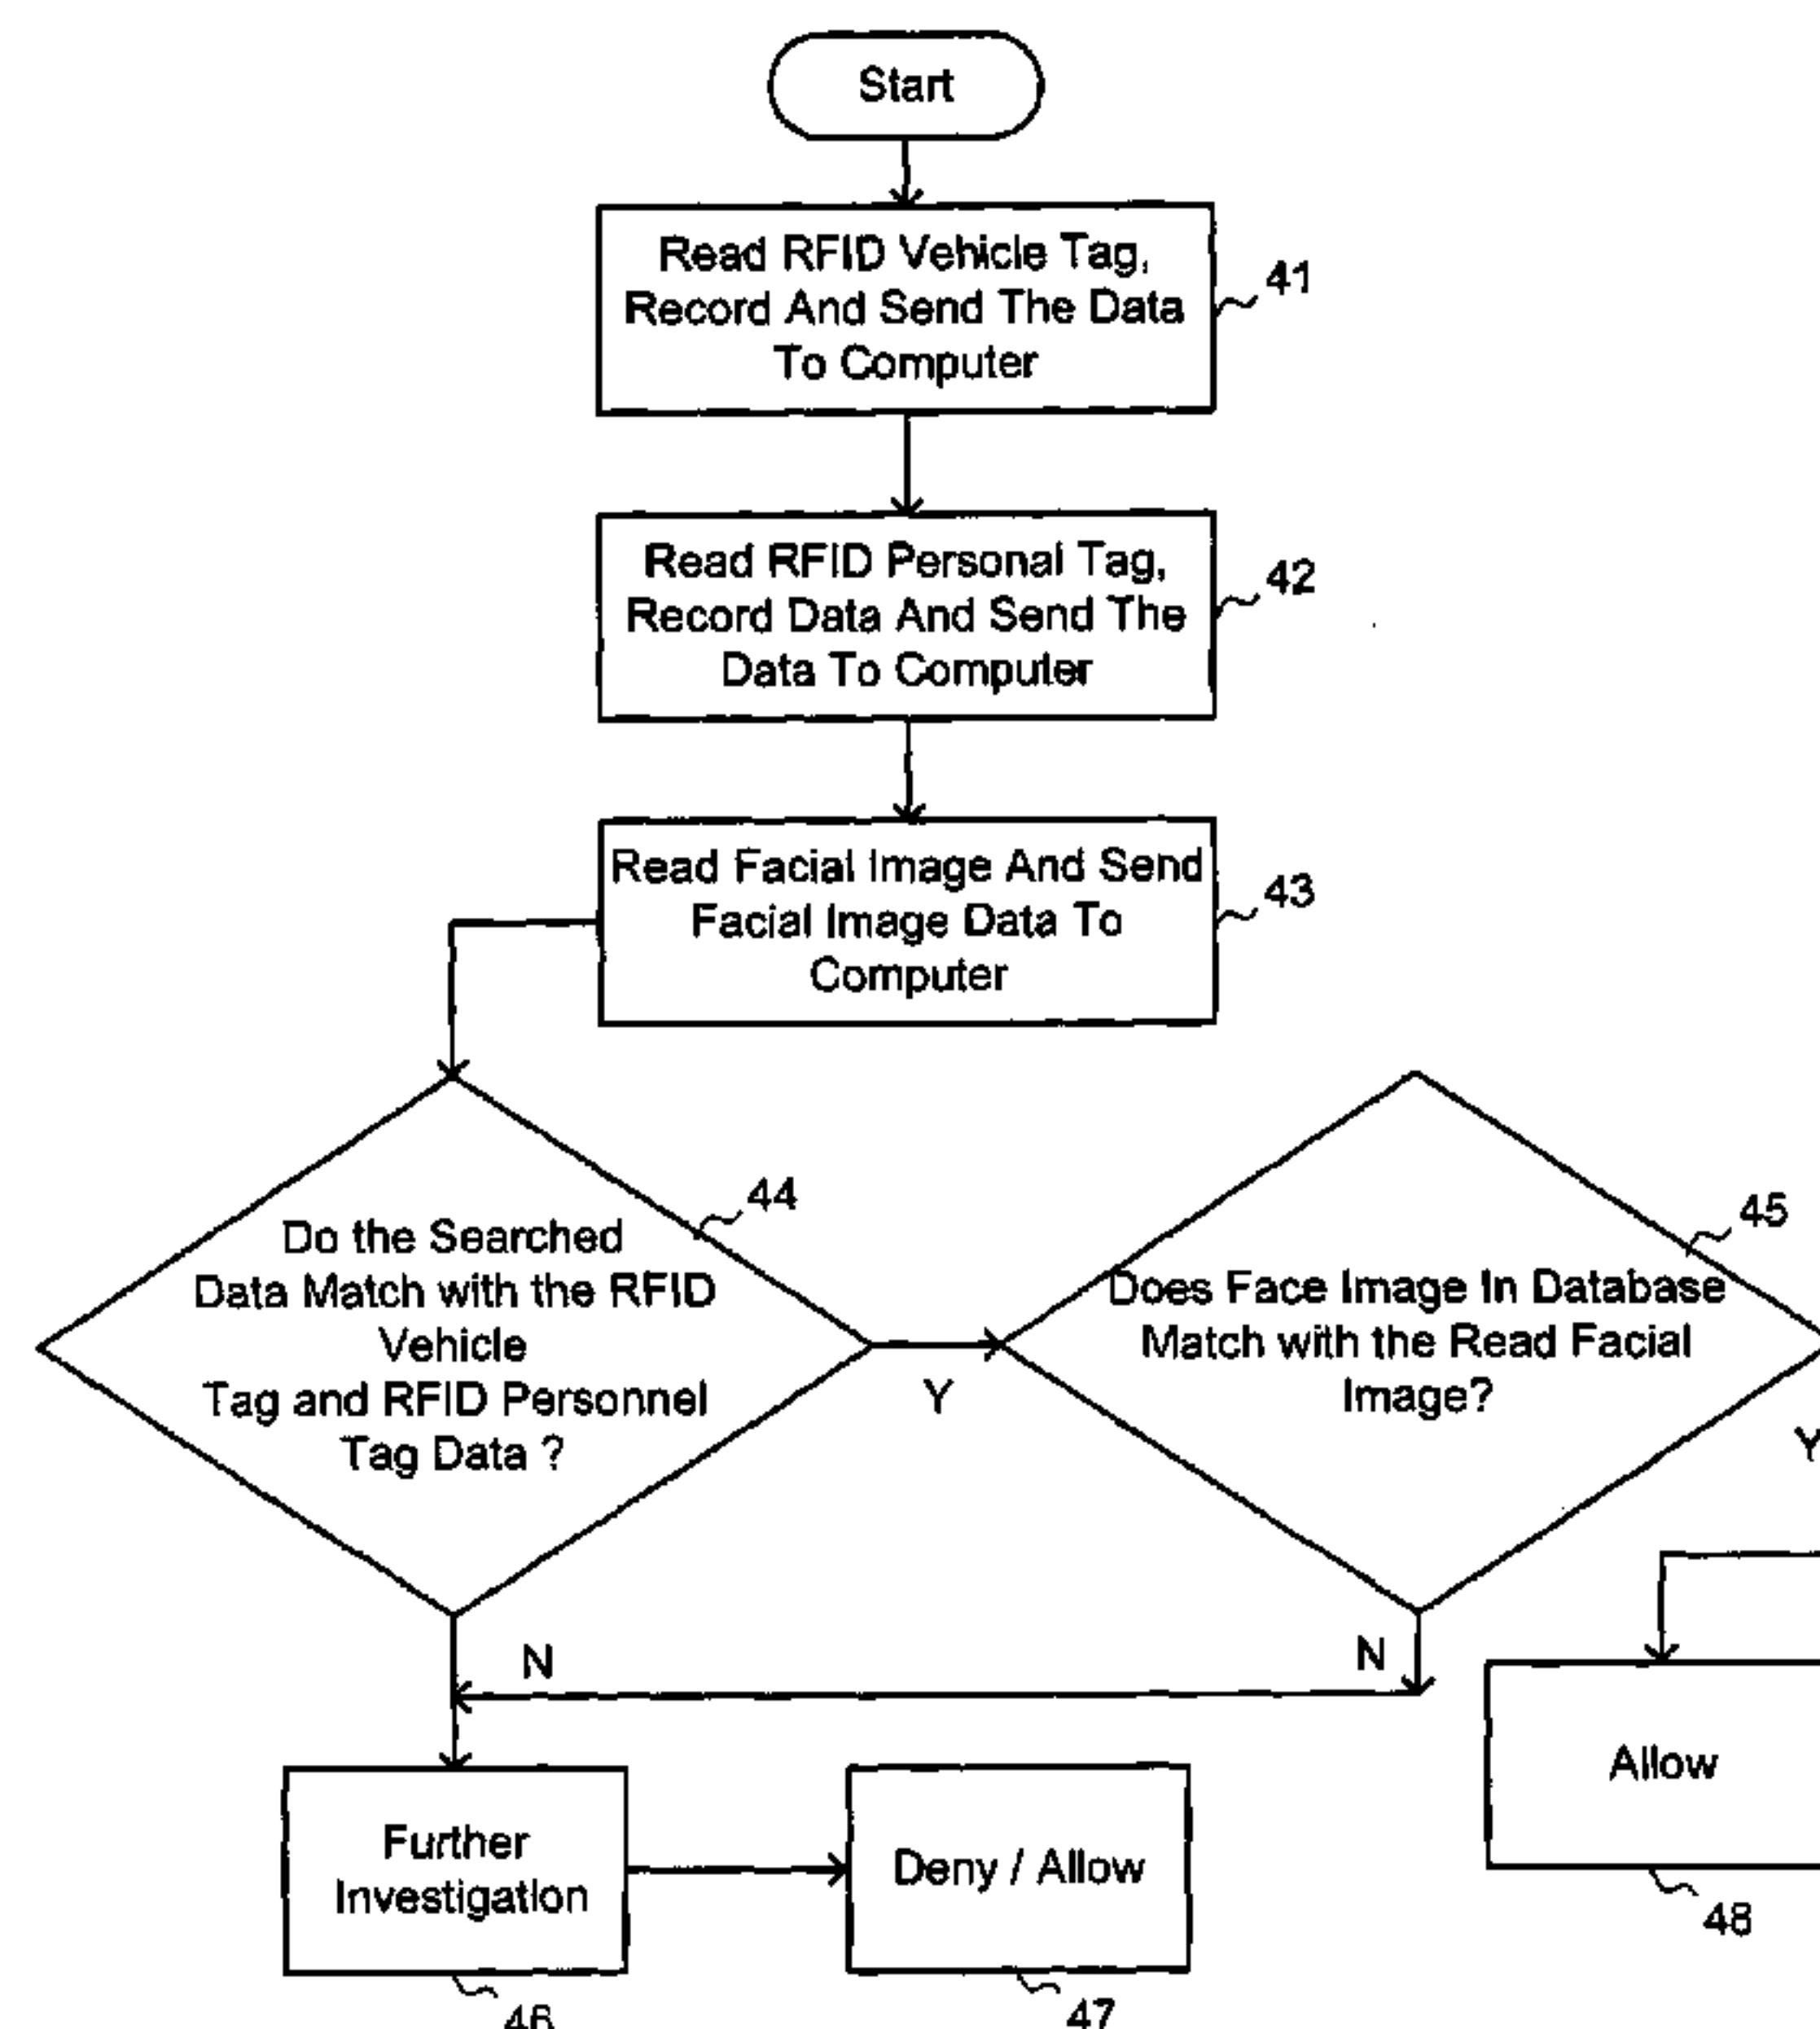 Start
Read RFID Vehicle Tag,
Record And Send The Data
To Computer
41
Read RFID Personal Tag,
Record Data And Send The
Data To Computer
42
Read Facial Image And Send
Facial Image Data To
Computer
43
Do the Searched
Data Match with the RFID
Vehicle
Tag and RFID Personnel
Tag Data ?
44
Y
Does Face Image In Database
Match with the Read Facial
Image?
45
Y
N
N
Further
Investigation
46
Deny / Allow
47
Allow
48